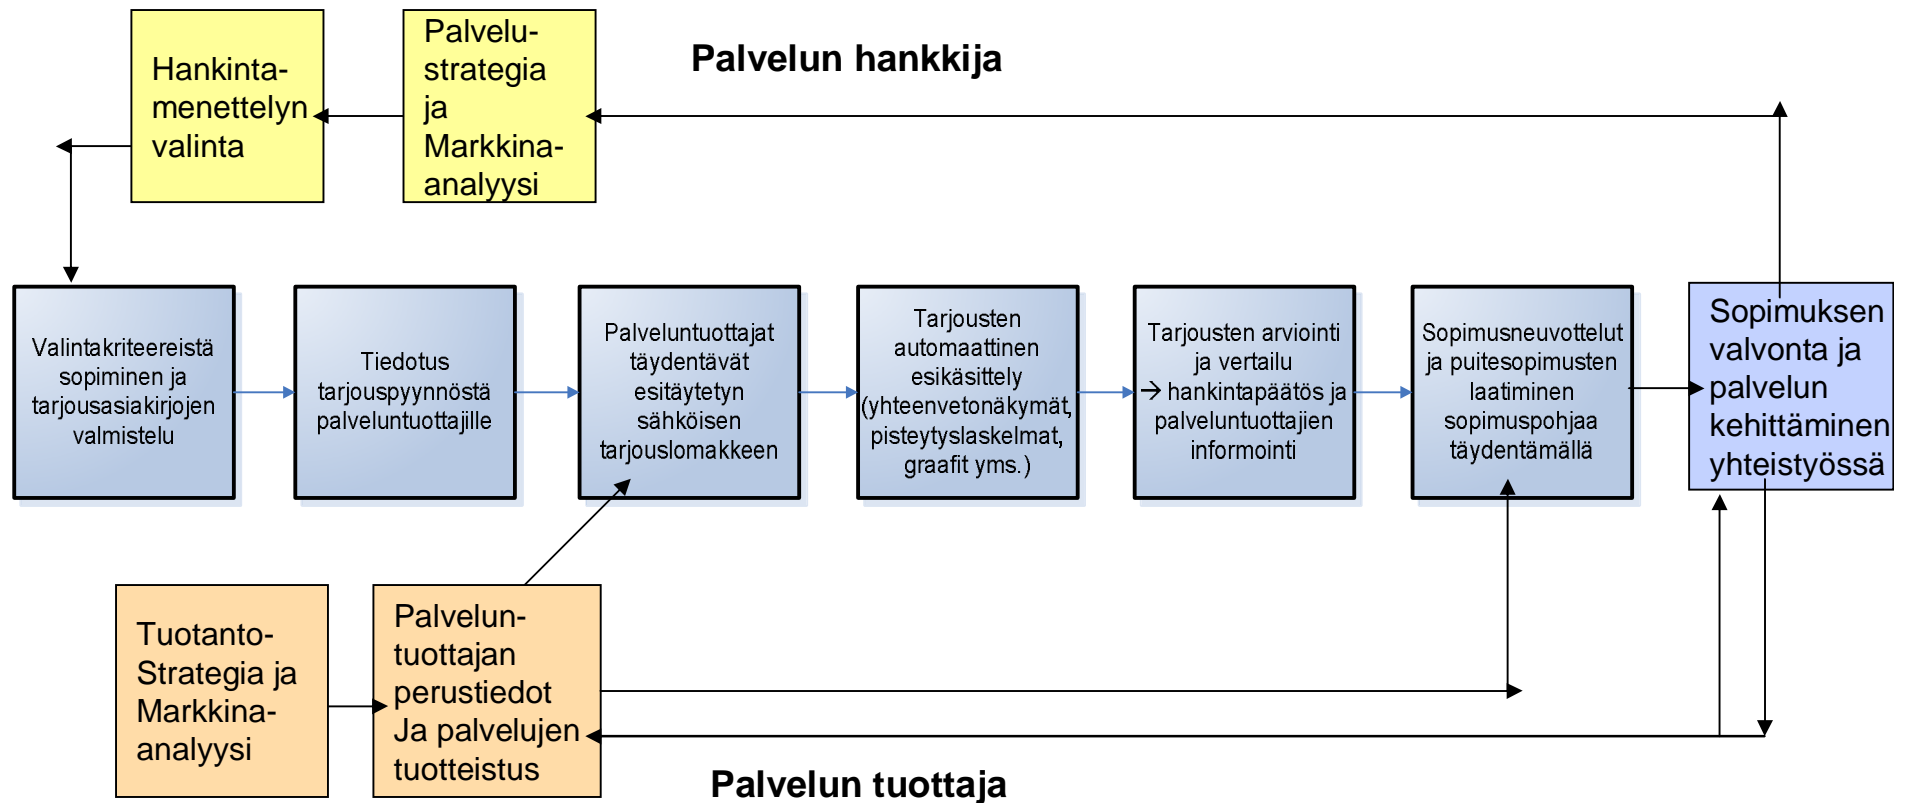 Palvelun hankkija
Hankinta-
menettelyn
valinta
Palvelu-
strategia
ja
Markkina-
analyysi
Valintakriteereistä
sopiminen ja
tarjousasiakirjojen
valmistelu
Tiedotus
tarjouspyynnöstä
palveluntuottajille
Palveluntuottajat
täydentävät
esitäytetyn
sähköisen
tarjouslomakkeen
Tarjousten
automaattinen
esikäsittely
(yhteenvetonäkymät,
pisteytyslaskelmat,
graafit yms.)
Tarjousten arviointi
ja vertailu
→ hankintapäätös ja
palveluntuottajien
informointi
Sopimusneuvottelut
ja puitesopimusten
laatiminen
sopimuspohjaa
täydentämällä
Sopimuksen
valvonta ja
palvelun
kehittäminen
yhteistyössä
Tuotanto-
Strategia ja
Markkina-
analyysi
Palvelun-
tuottajan
perustiedot
Ja palvelujen
tuotteistus
Palvelun tuottaja